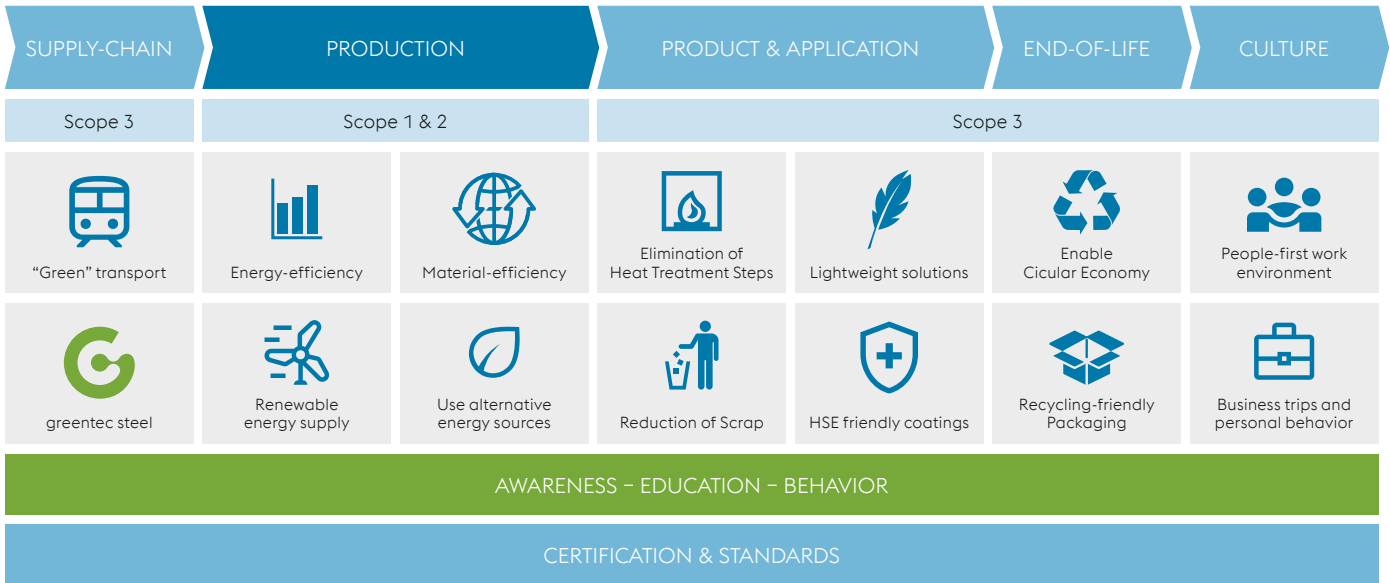 SUPPLY-CHAIN
PRODUCTION
PRODUCT & APPLICATION
END-OF-LIFE
CULTURE
Scope 3
Scope 1 & 2
Scope 3
“Green” transport
Energy-efficiency
Material-efficiency
Elimination of
Heat Treatment Steps
Lightweight solutions
Enable
Cicular Economy
People-first work
environment
greentec steel
Renewable
energy supply
Use alternative
energy sources
Reduction of Scrap
HSE friendly coatings
Recycling-friendly
Packaging
Business trips and
personal behavior
AWARENESS – EDUCATION – BEHAVIOR
CERTIFICATION & STANDARDS